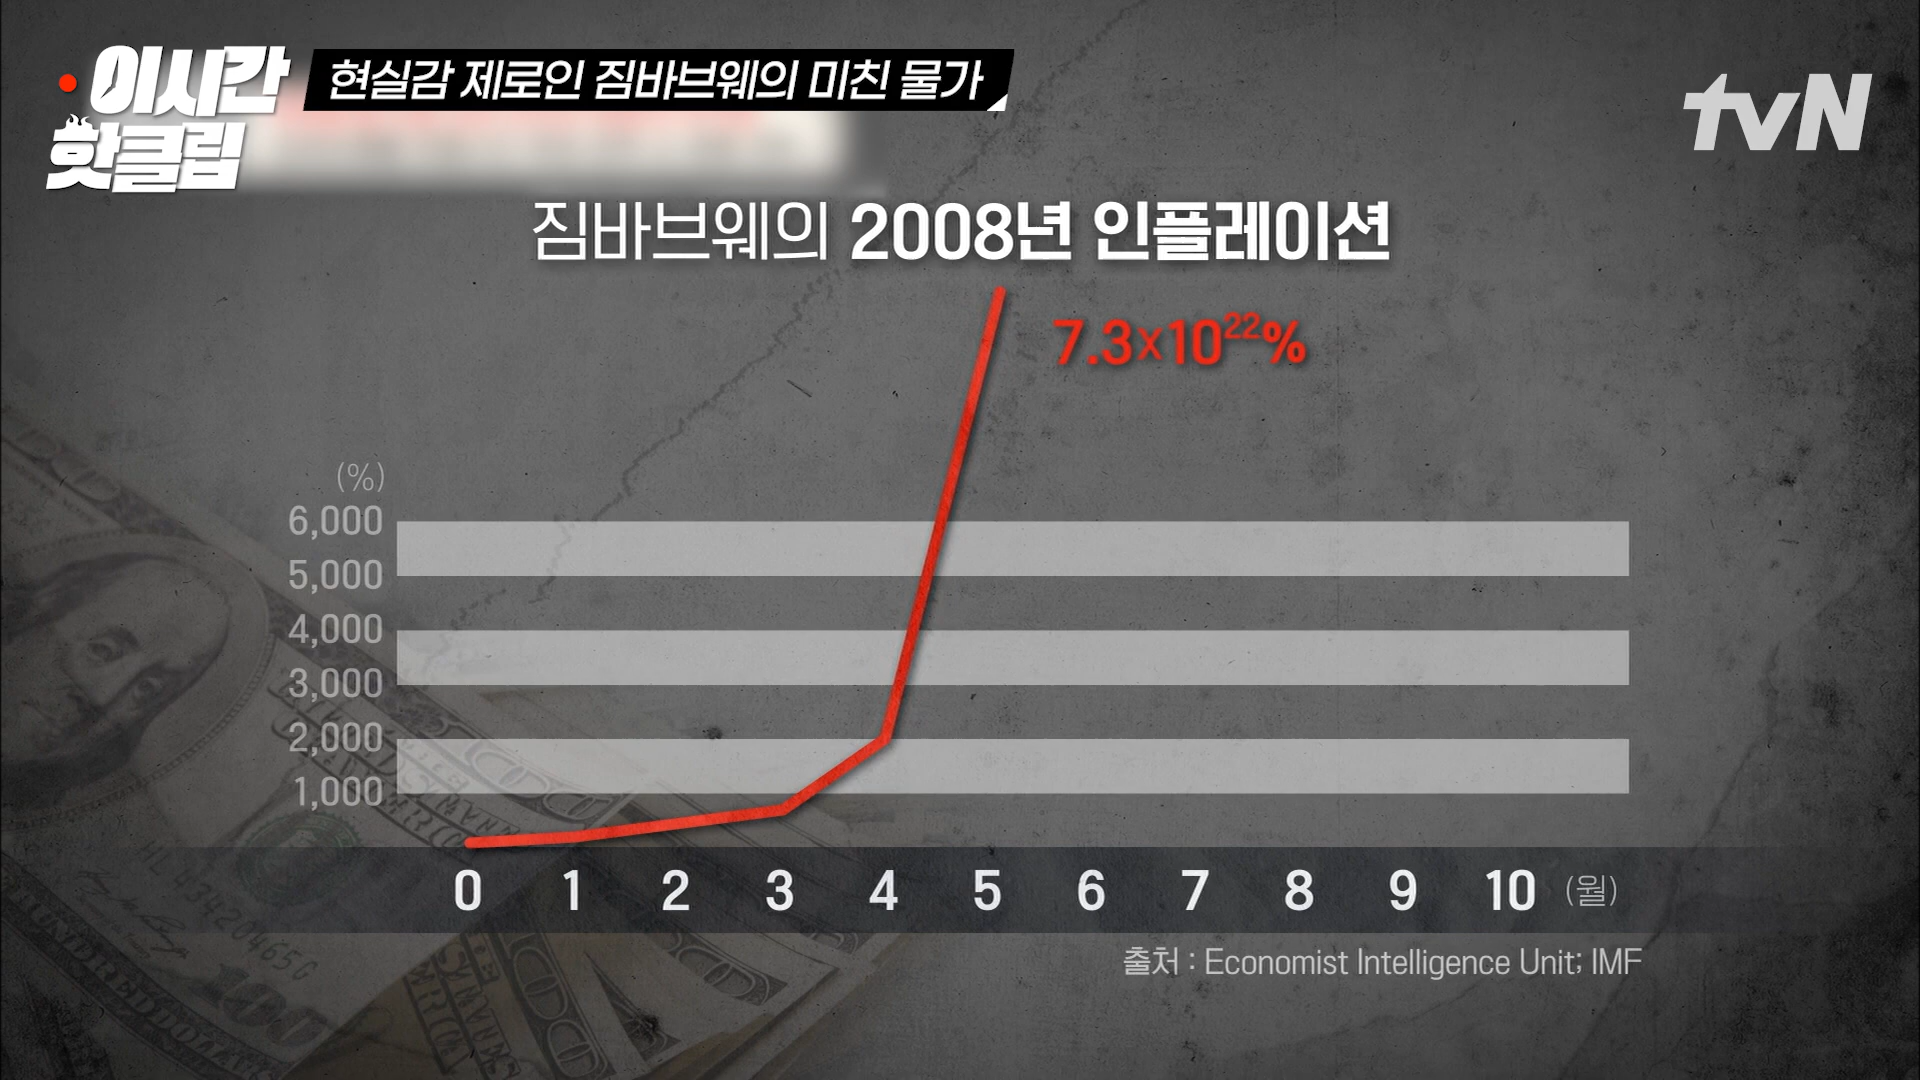 이시간
핫클립
현실감 제로인 짐바브웨의 미친 물가
tvN
짐바브웨의 2008년 인플레이션
7.3x10²²%
(%)
6,000
5,000
4,000
3,000
2,000
1,000
0 1 2 3 4 5 6 7 8 9 10 (월)
출처 : Economist Intelligence Unit; IMF
100